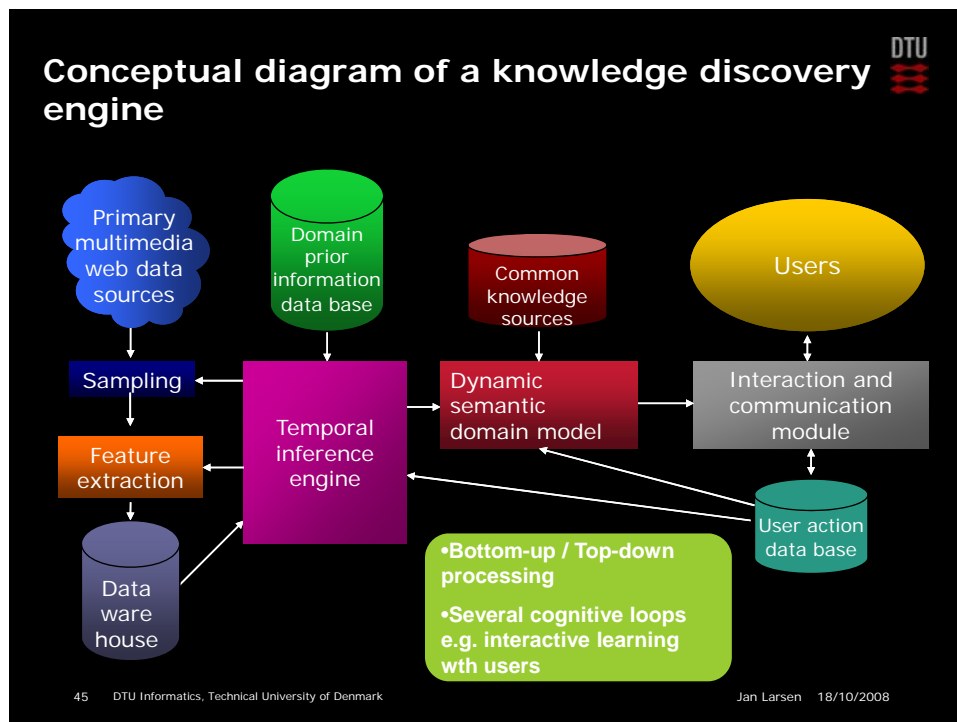 DTU
Conceptual diagram of a knowledge discovery
engine
Primary
multimedia
web data
sources
Domain
prior
information
data base
Common
knowledge
sources
Users
Sampling
Feature
extraction
Data
ware
house
Temporal
inference
engine
Dynamic
semantic
domain model
Interaction and
communication
module
User action
data base
•Bottom-up / Top-down
processing
•Several cognitive loops
e.g. interactive learning
wth users
45 DTU Informatics, Technical University of Denmark
Jan Larsen 18/10/2008